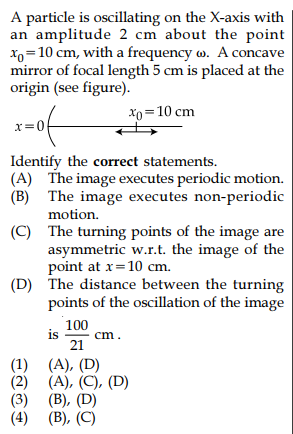 A particle is oscillating on the X-axis with
an amplitude 2 cm about the point
x₀=10 cm, with a frequency ω. A concave
mirror of focal length 5 cm is placed at the
origin (see figure).
x₀=10 cm
x=0
Identify the correct statements.
(A) The image executes periodic motion.
(B) The image executes non-periodic
motion.
(C) The turning points of the image are
asymmetric w.r.t. the image of the
point at x=10 cm.
(D) The distance between the turning
points of the oscillation of the image
is 100/21 cm.
(1) (A), (D)
(2) (A), (C), (D)
(3) (B), (D)
(4) (B), (C)